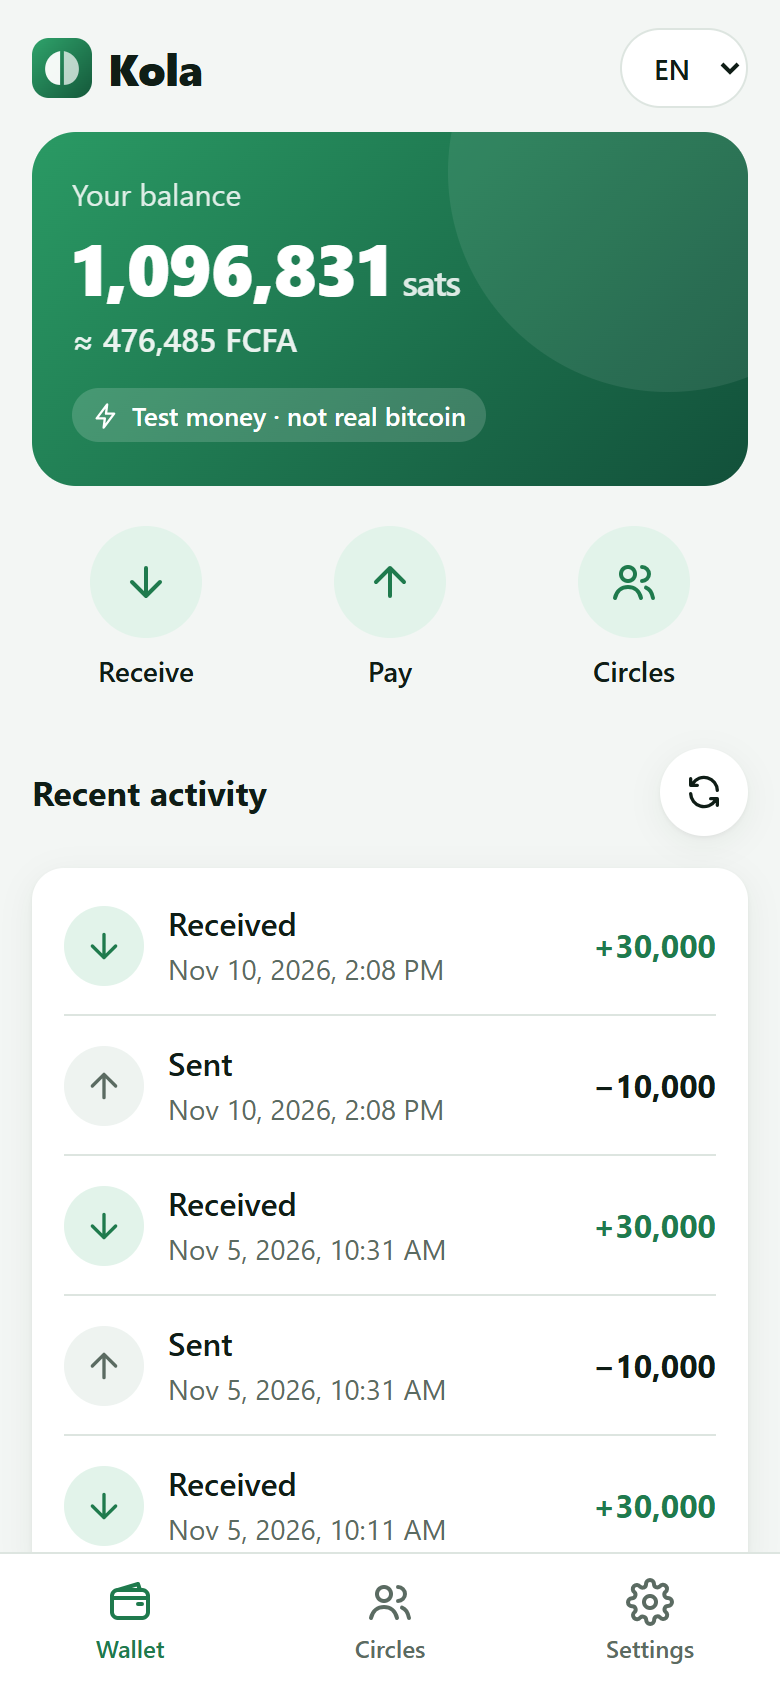 Kola
EN
Your balance
1,096,831 sats
≈ 476,485 FCFA
Test money · not real bitcoin
Receive
Pay
Circles
Recent activity
Received
+30,000
Nov 10, 2026, 2:08 PM
Sent
−10,000
Nov 10, 2026, 2:08 PM
Received
+30,000
Nov 5, 2026, 10:31 AM
Sent
−10,000
Nov 5, 2026, 10:31 AM
Received
+30,000
Nov 5, 2026, 10:11 AM
Wallet
Circles
Settings